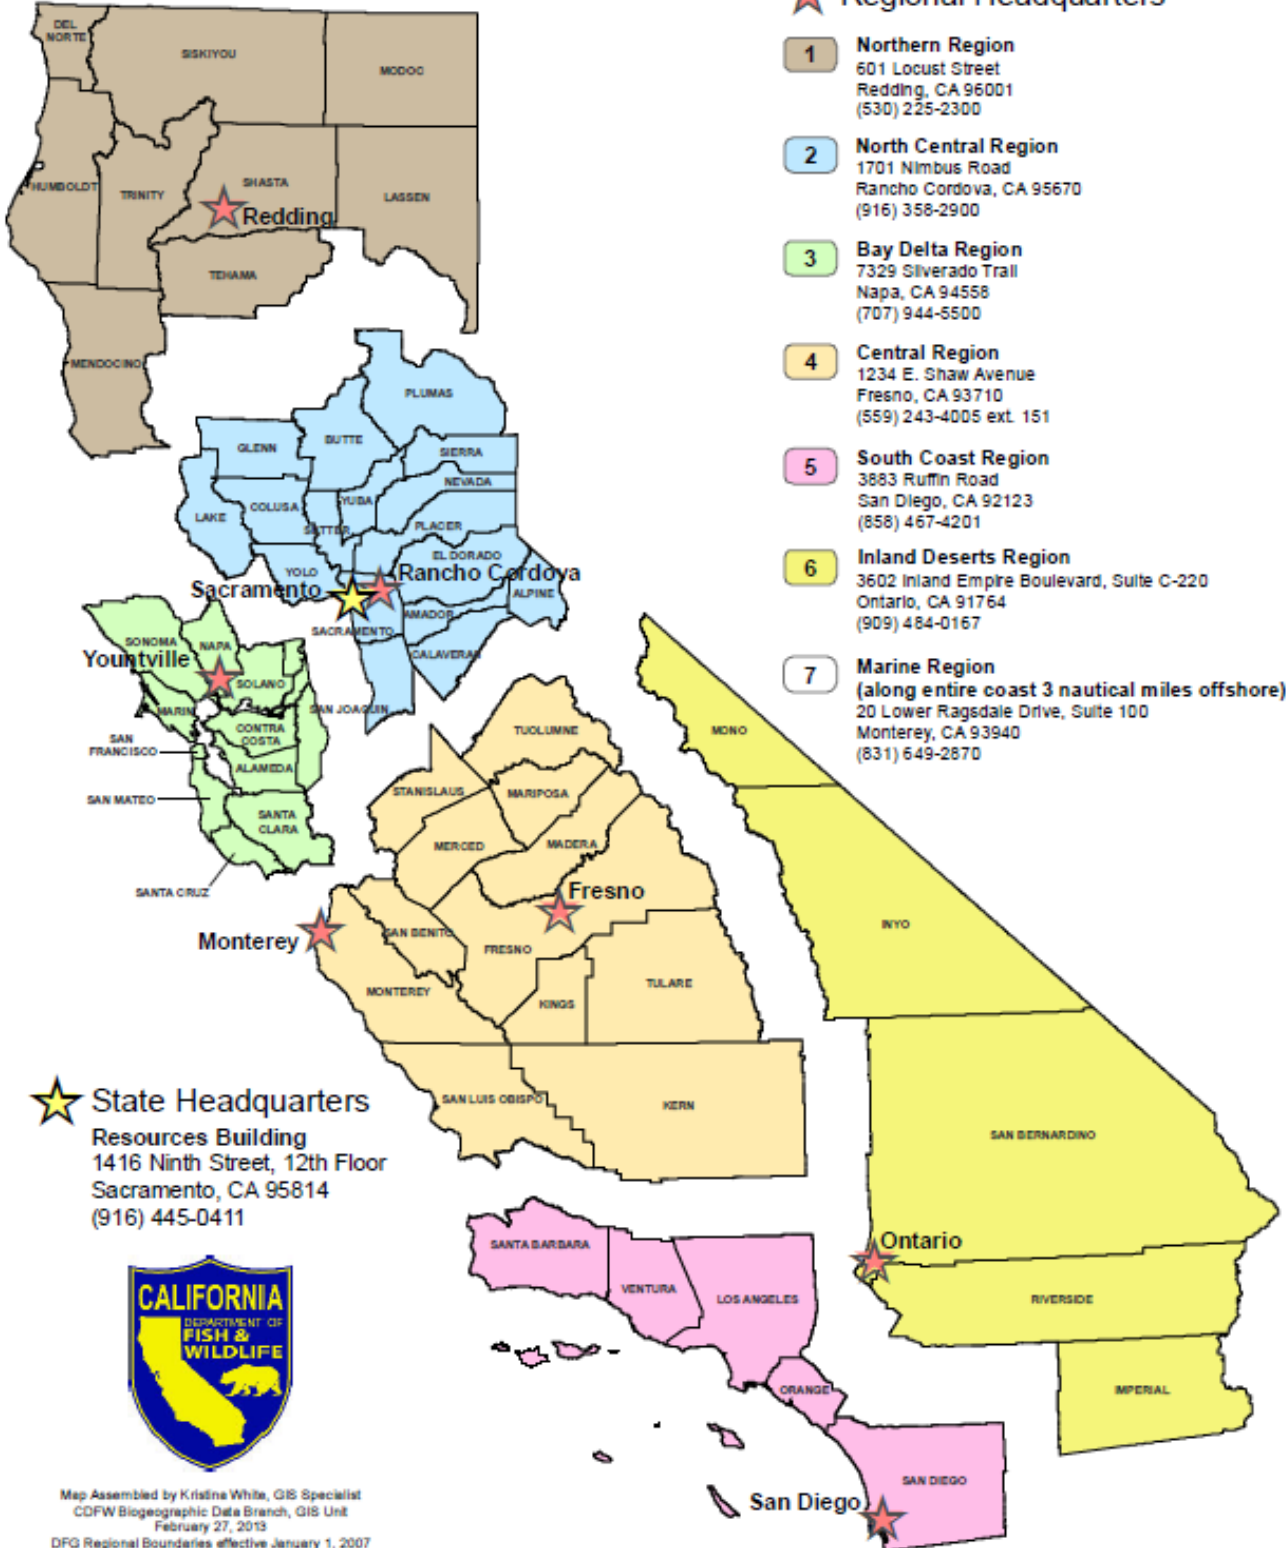 Regional Headquarters
1
Northern Region
601 Locust Street
Redding, CA 96001
(530) 225-2300
2
North Central Region
1701 Nimbus Road
Rancho Cordova, CA 95670
(916) 358-2900
3
Bay Delta Region
7329 Silverado Trail
Napa, CA 94558
(707) 944-5500
4
Central Region
1234 E. Shaw Avenue
Fresno, CA 93710
(559) 243-4005 ext. 151
5
South Coast Region
3883 Ruffin Road
San Diego, CA 92123
(858) 467-4201
6
Inland Deserts Region
3602 Inland Empire Boulevard, Suite C-220
Ontario, CA 91764
(909) 484-0167
7
Marine Region
(along entire coast 3 nautical miles offshore)
20 Lower Ragsdale Drive, Suite 100
Monterey, CA 93940
(831) 649-2870
DEL
NORTE
SISKIYOU
MODOC
HUMBOLDT
TRINITY
SHASTA
LASSEN
Redding
TEHAMA
MENDOCINO
PLUMAS
GLENN
BUTTE
SIERRA
NEVADA
LAKE
COLUSA
YUBA
SUTTER
PLACER
YOLO
EL DORADO
Sacramento
Rancho Cordova
ALPINE
AMADOR
SACRAMENTO
CALAVERAS
SAN JOAQUIN
SONOMA
NAPA
Yountville
SOLANO
MARIN
CONTRA
COSTA
SAN
FRANCISCO
ALAMEDA
SAN MATEO
SANTA
CLARA
SANTA CRUZ
TUOLUMNE
STANISLAUS
MARIPOSA
MERCED
MADERA
Fresno
Monterey
SAN BENITO
FRESNO
MONTEREY
KINGS
TULARE
SAN LUIS OBISPO
KERN
MONO
INYO
SAN BERNARDINO
Ontario
RIVERSIDE
IMPERIAL
SANTA BARBARA
VENTURA
LOS ANGELES
ORANGE
SAN DIEGO
San Diego
State Headquarters
Resources Building
1416 Ninth Street, 12th Floor
Sacramento, CA 95814
(916) 445-0411
CALIFORNIA
DEPARTMENT OF
FISH &
WILDLIFE
Map Assembled by Kristina White, GIS Specialist
CDFW Biogeographic Data Branch, GIS Unit
February 27, 2013
DFG Regional Boundaries effective January 1, 2007